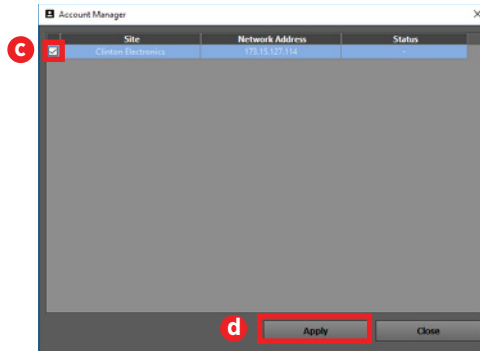 Account Manager
Site Network Address Status
c
Clinton Electronics 173.15.127.114 -
d
Apply Close